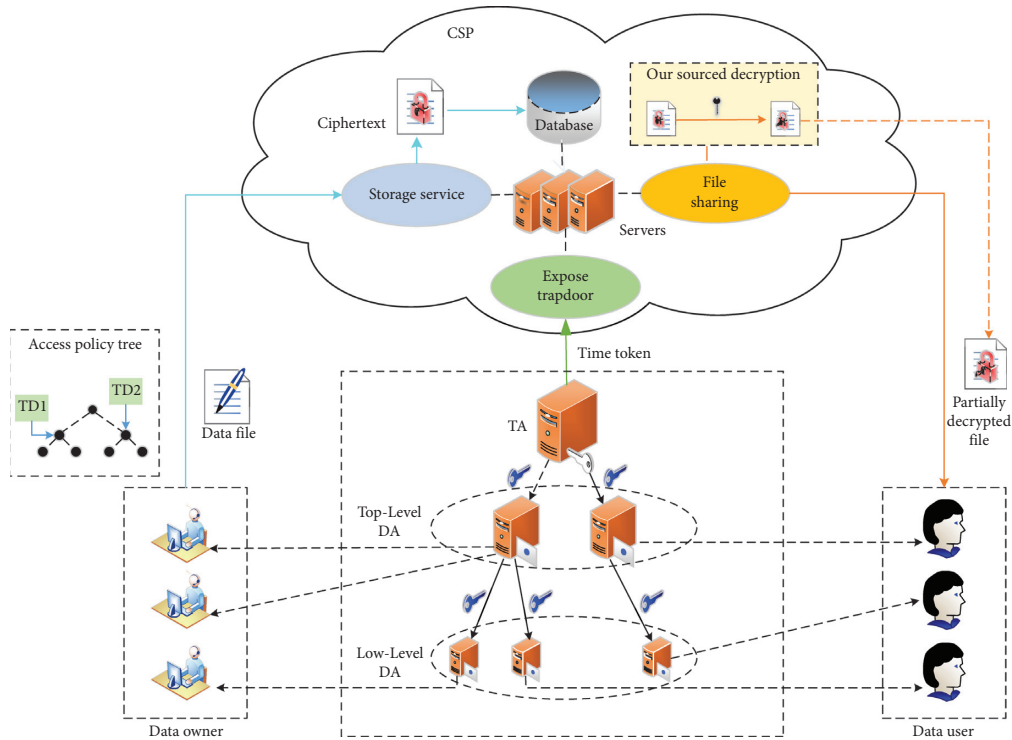 CSP
Our sourced decryption
Ciphertext
Database
Storage service
File
sharing
Servers
Expose
trapdoor
Access policy tree
Time token
TD1
TD2
Data file
TA
Partially
decrypted
file
Top-Level
DA
Low-Level
DA
Data owner
Data user